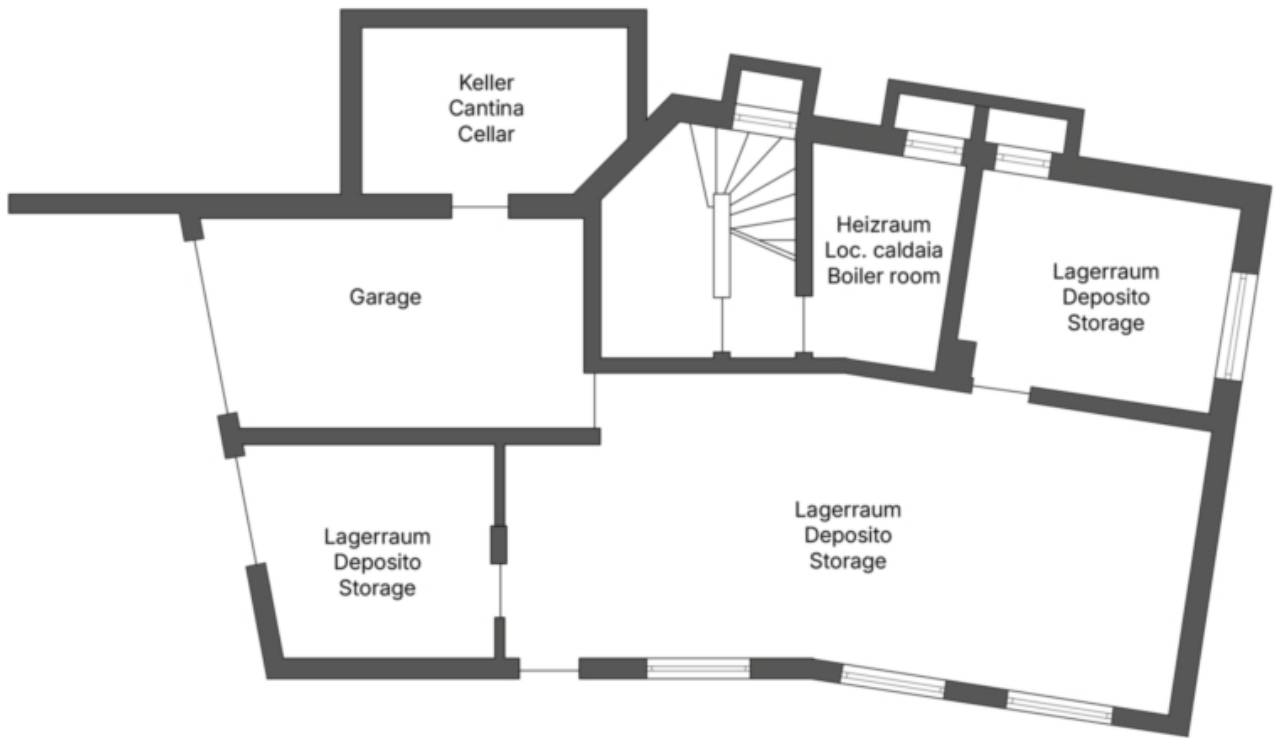 Keller
Cantina
Cellar
Heizraum
Loc. caldaia
Boiler room
Lagerraum
Deposito
Storage
Garage
Lagerraum
Deposito
Storage
Lagerraum
Deposito
Storage